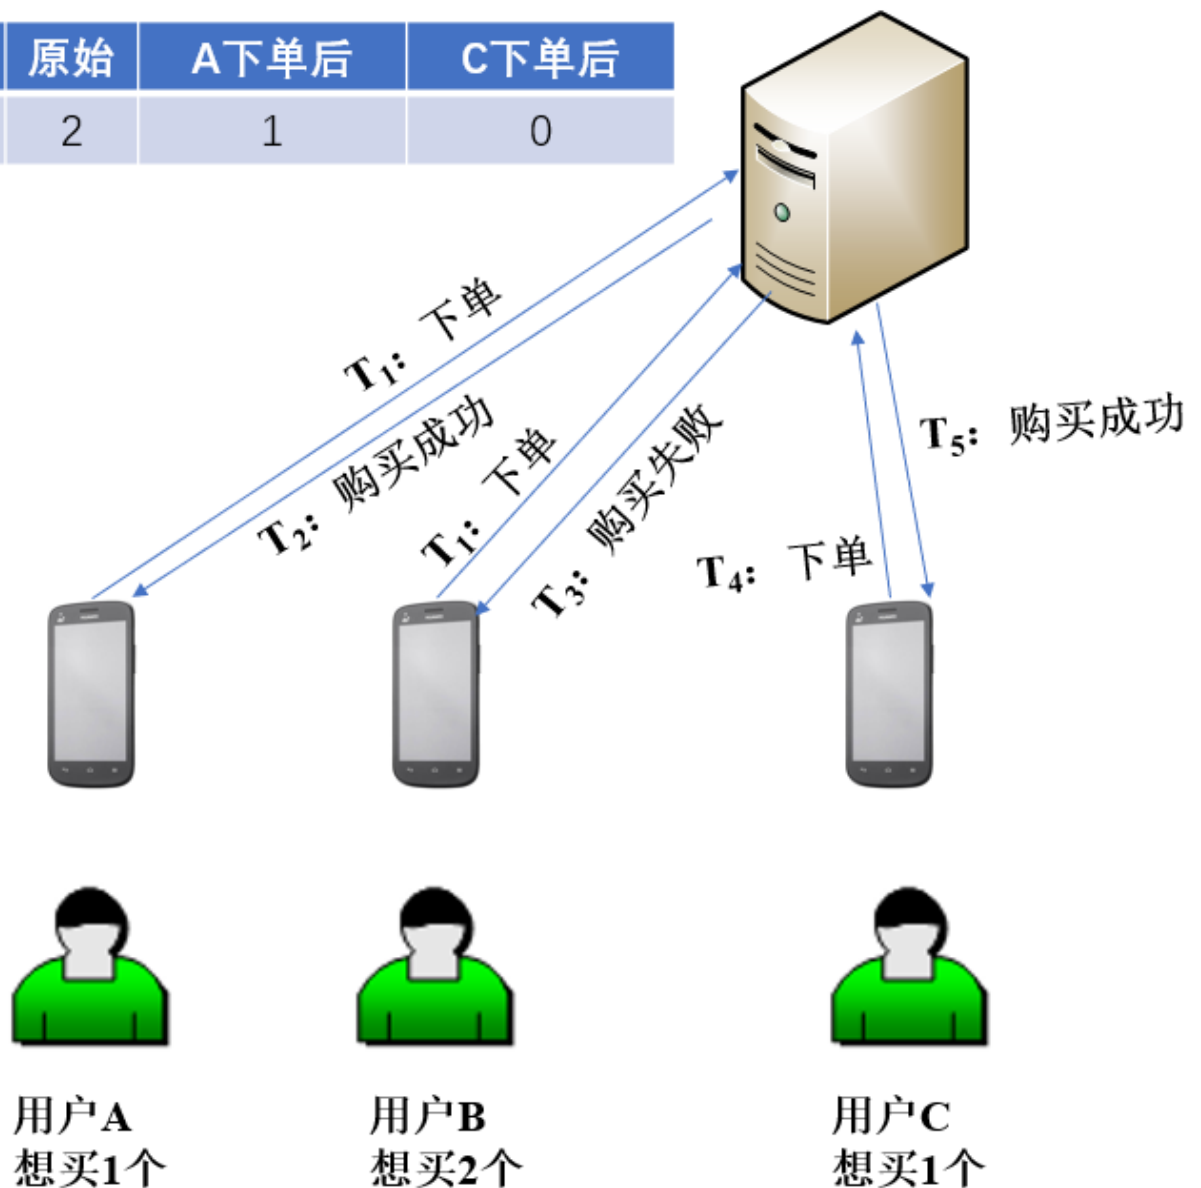 原始 A下单后 C下单后
2 1 0
T₁：下单
T₂：购买成功
T₁：下单
T₃：购买失败
T₄：下单
T₅：购买成功
用户A
想买1个
用户B
想买2个
用户C
想买1个